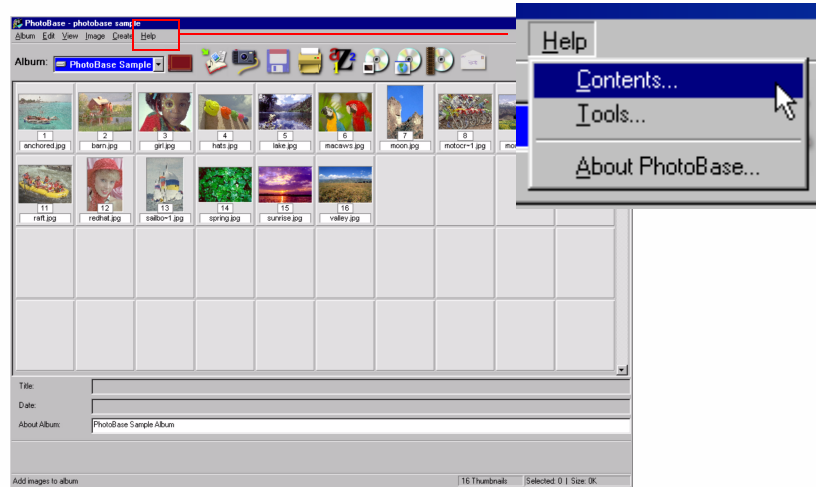 PhotoBase - photobase sample
Album Edit View Image Create Help
Album: PhotoBase Sample
1 2 3 4 5 6 7 8
anchored.jpg barn.jpg girl.jpg hats.jpg lake.jpg macaws.jpg moon.jpg motocr~1.jpg
11 12 13 14 15 16
raft.jpg redhat.jpg sailbo~1.jpg spring.jpg sunrise.jpg valley.jpg
Title:
Date:
About Album: PhotoBase Sample Album
Add images to album 16 Thumbnails Selected: 0 | Size: 0K
Help
Contents...
Tools...
About PhotoBase...